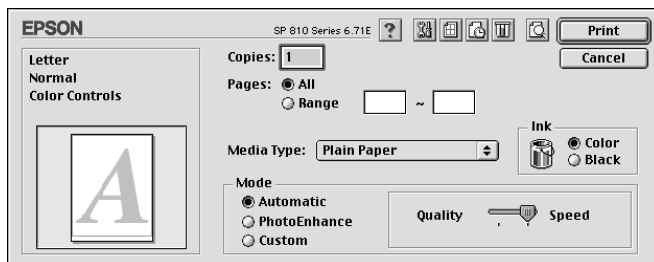 EPSON
SP 810 Series 6.71E
?
Print
Cancel
Letter
Normal
Color Controls
A
Copies: 1
Pages: All
Range ~
Media Type: Plain Paper
Ink
Color
Black
Mode
Automatic
PhotoEnhance
Custom
Quality Speed